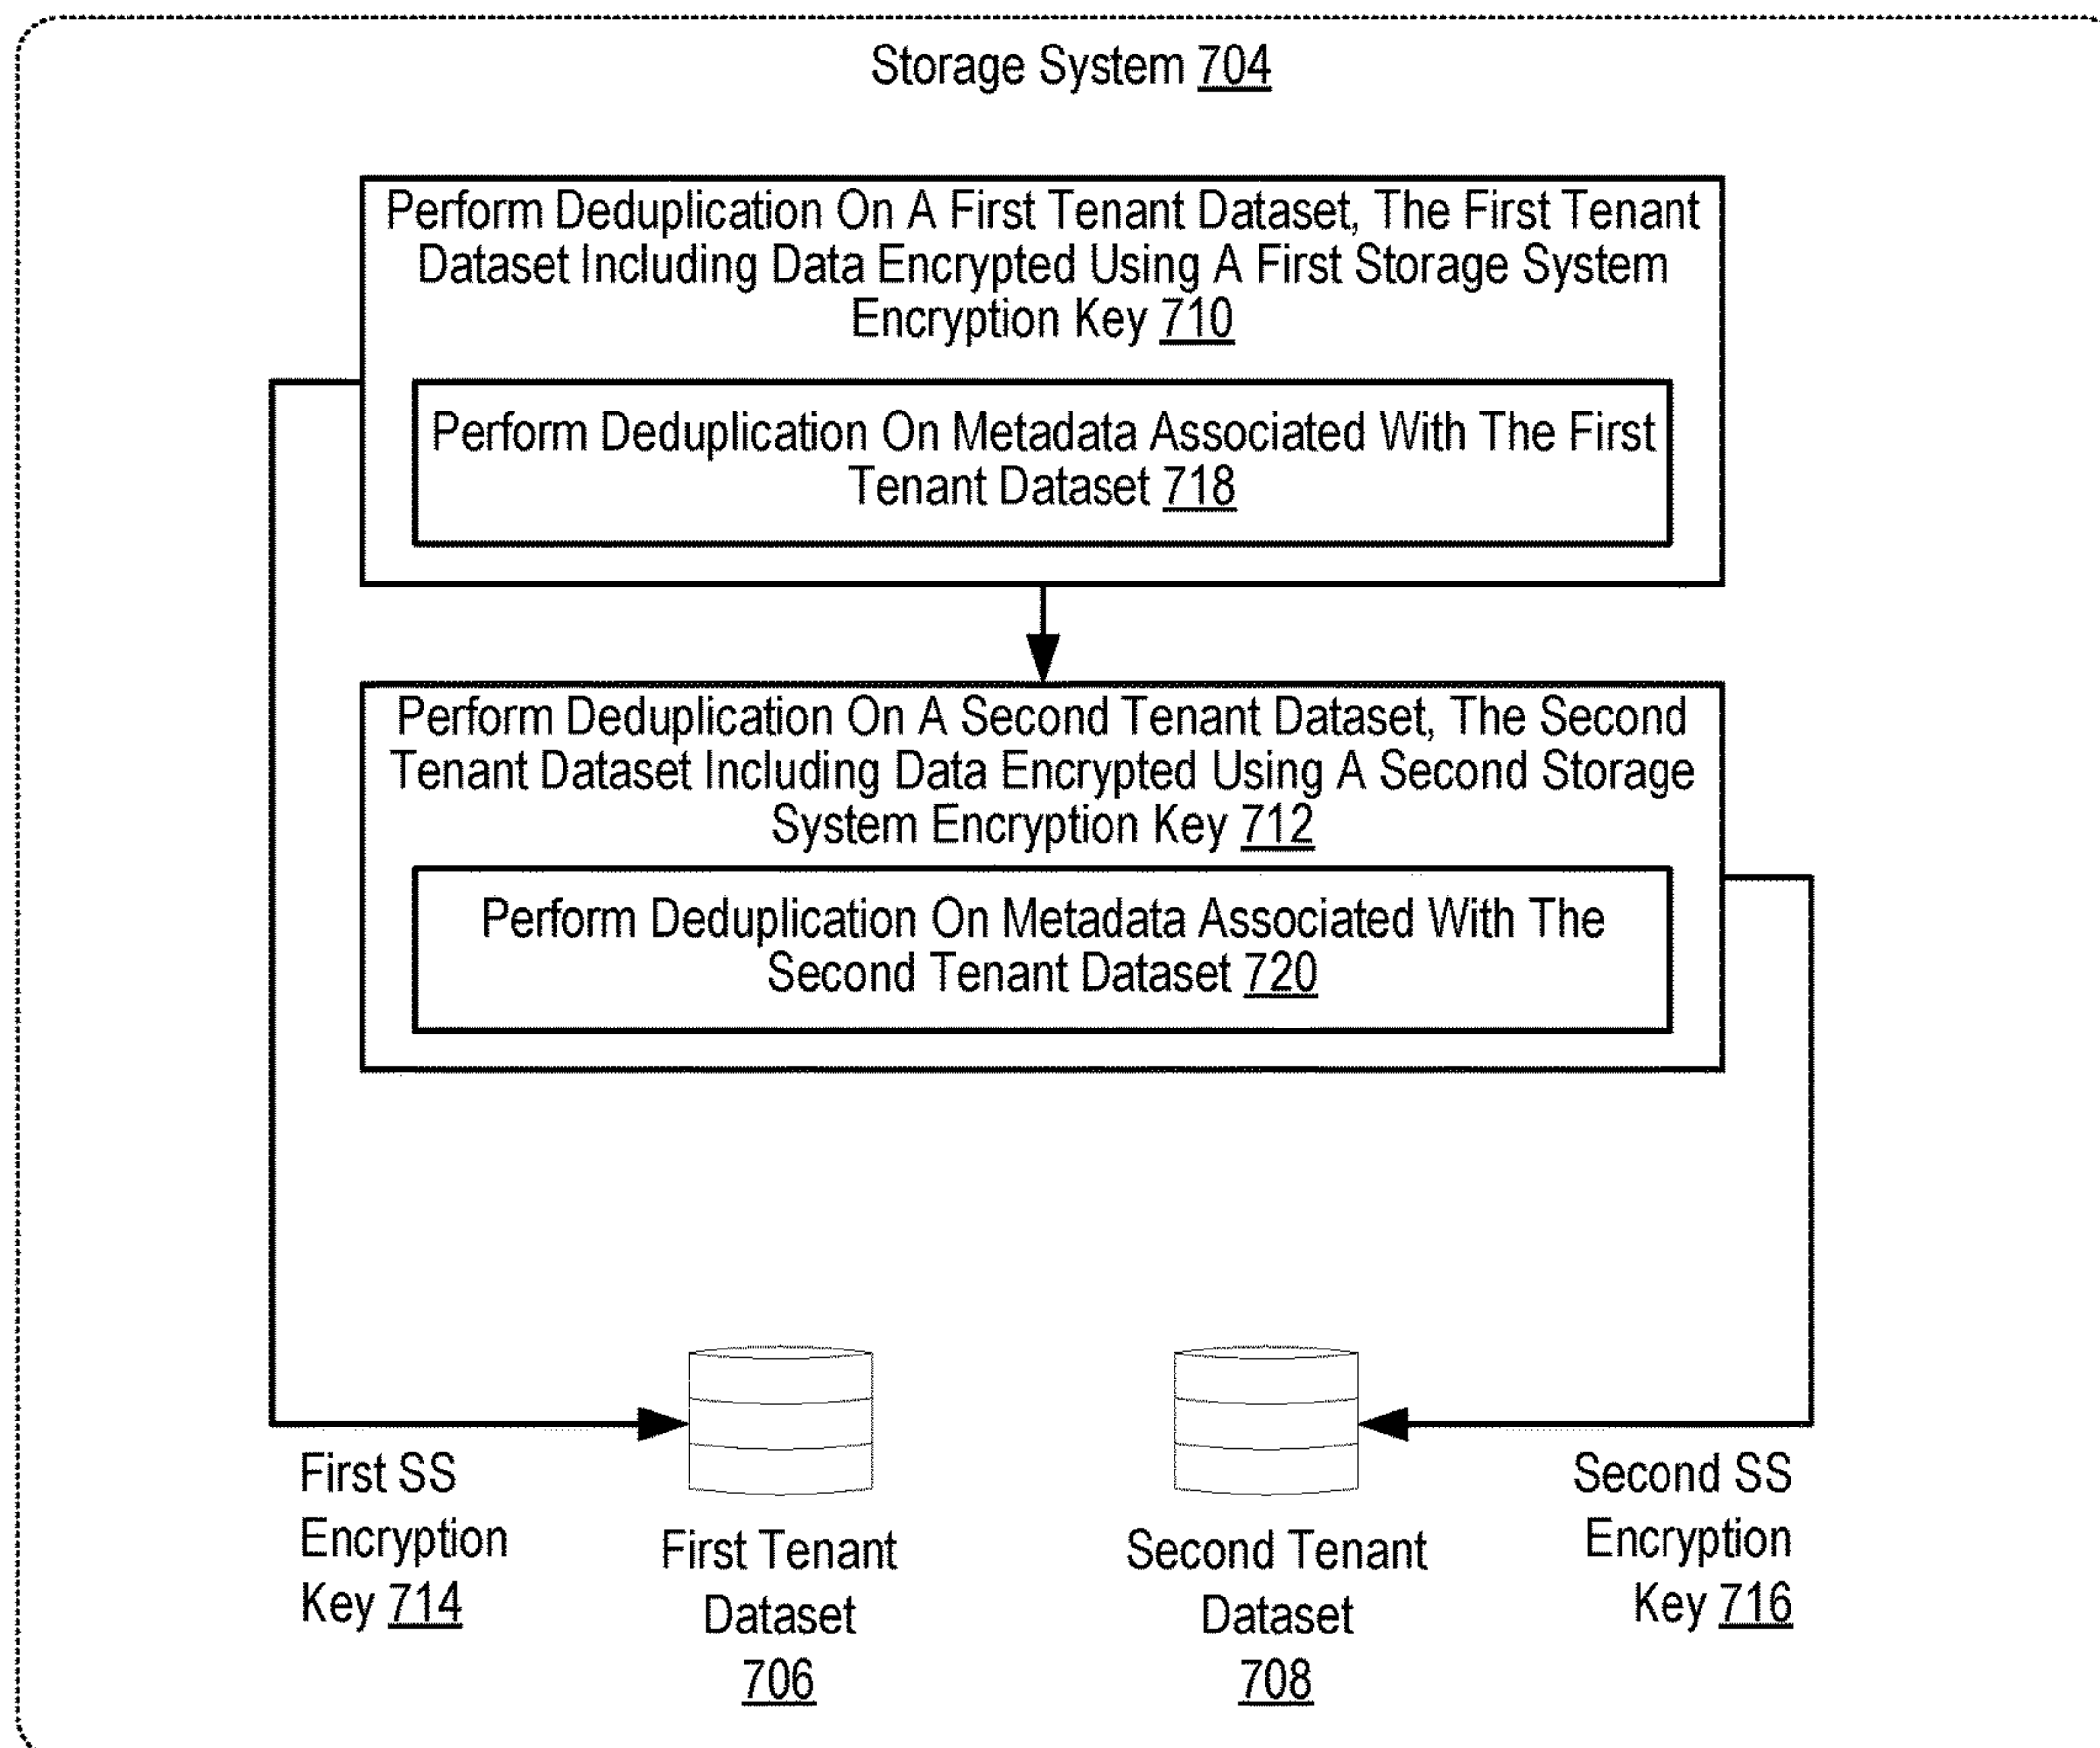 Storage System 704
Perform Deduplication On A First Tenant Dataset, The First Tenant
Dataset Including Data Encrypted Using A First Storage System
Encryption Key 710
Perform Deduplication On Metadata Associated With The First
Tenant Dataset 718
Perform Deduplication On A Second Tenant Dataset, The Second
Tenant Dataset Including Data Encrypted Using A Second Storage
System Encryption Key 712
Perform Deduplication On Metadata Associated With The
Second Tenant Dataset 720
First SS
Encryption
Key 714
First Tenant
Dataset
706
Second Tenant
Dataset
708
Second SS
Encryption
Key 716